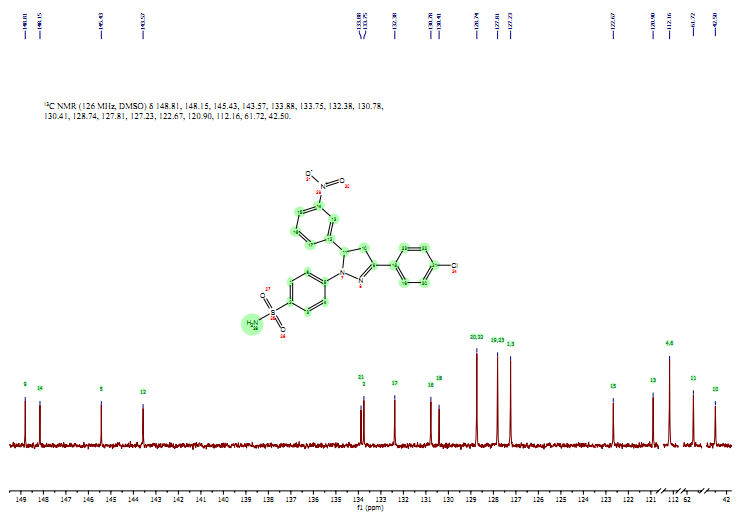 148.81 148.15 145.43 143.57 133.88 133.75 132.38 130.78 130.41 128.74 127.81 127.23 122.67 120.90 112.16 61.72 42.50
¹³C NMR (126 MHz, DMSO) δ 148.81, 148.15, 145.43, 143.57, 133.88, 133.75, 132.38, 130.78,
130.41, 128.74, 127.81, 127.23, 122.67, 120.90, 112.16, 61.72, 42.50.
O⁻ N⁺ O
N N
O S O
H₂N
20,22 19,23 1,3 4,6
9 14 5 12 21 2 17 16 18 15 13 11 10
149 148 147 146 145 144 143 142 141 140 139 138 137 136 135 134 133 132 131 130 129 128 127 126 125 124 123 122 121 112 62 42
f1 (ppm)